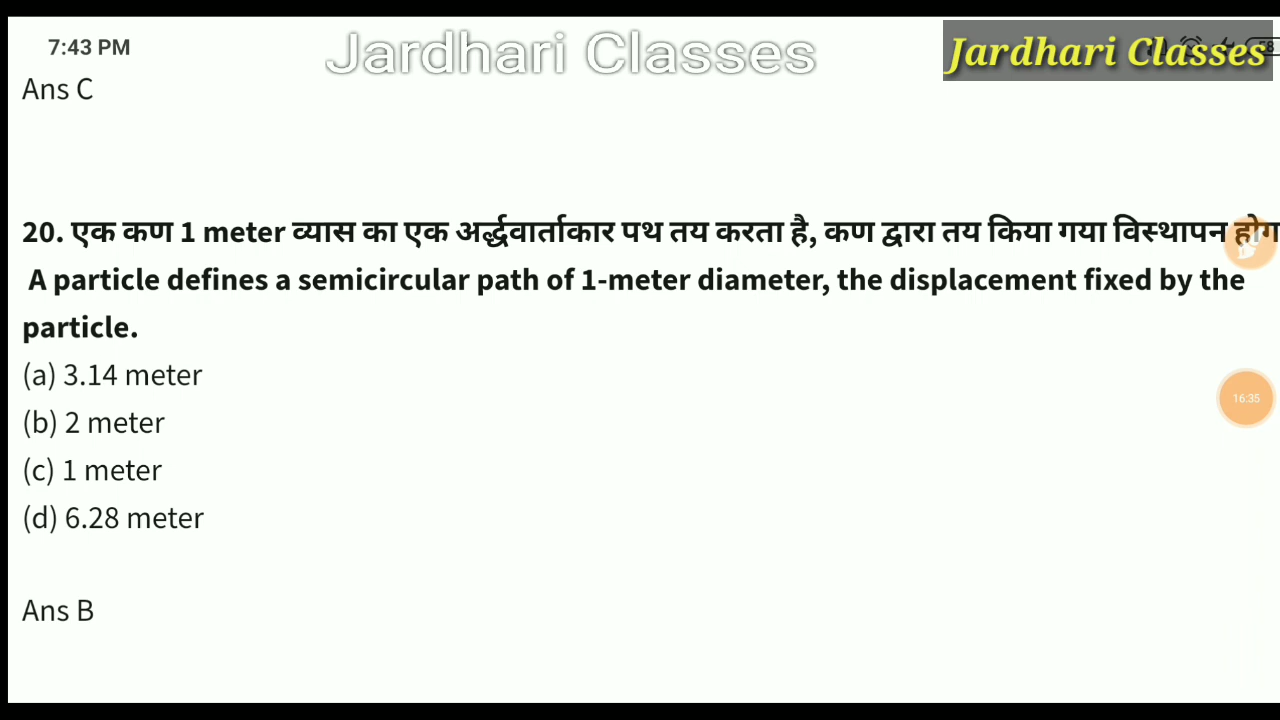 7:43 PM
Jardhari Classes
Jardhari Classes
Ans C
20. एक कण 1 meter व्यास का एक अर्द्धवार्ताकार पथ तय करता है, कण द्वारा तय किया गया विस्थापन
A particle defines a semicircular path of 1-meter diameter, the displacement fixed by the
particle.
(a) 3.14 meter
(b) 2 meter
(c) 1 meter
(d) 6.28 meter
16:35
Ans B